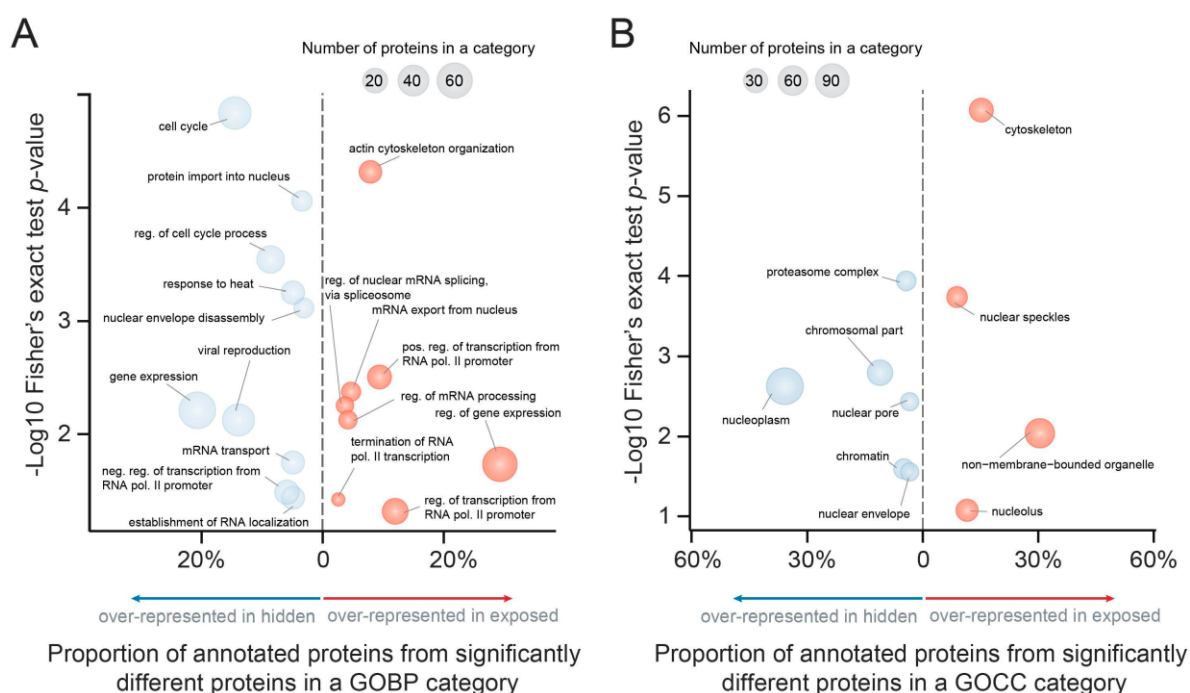 A
Number of proteins in a category
20 40 60
-Log10 Fisher's exact test p-value
4
3
2
cell cycle
actin cytoskeleton organization
protein import into nucleus
reg. of cell cycle process
response to heat
reg. of nuclear mRNA splicing,
via spliceosome
nuclear envelope disassembly
mRNA export from nucleus
viral reproduction
pos. reg. of transcription from
RNA pol. II promoter
gene expression
reg. of mRNA processing
reg. of gene expression
mRNA transport
termination of RNA
pol. II transcription
neg. reg. of transcription from
RNA pol. II promoter
reg. of transcription from
RNA pol. II promoter
establishment of RNA localization
20% 0 20%
over-represented in hidden over-represented in exposed
Proportion of annotated proteins from significantly
different proteins in a GOBP category
B
Number of proteins in a category
30 60 90
-Log10 Fisher's exact test p-value
6
5
4
3
2
1
cytoskeleton
proteasome complex
nuclear speckles
chromosomal part
nucleoplasm
nuclear pore
chromatin
non-membrane-bounded organelle
nuclear envelope
nucleolus
60% 30% 0 30% 60%
over-represented in hidden over-represented in exposed
Proportion of annotated proteins from significantly
different proteins in a GOCC category